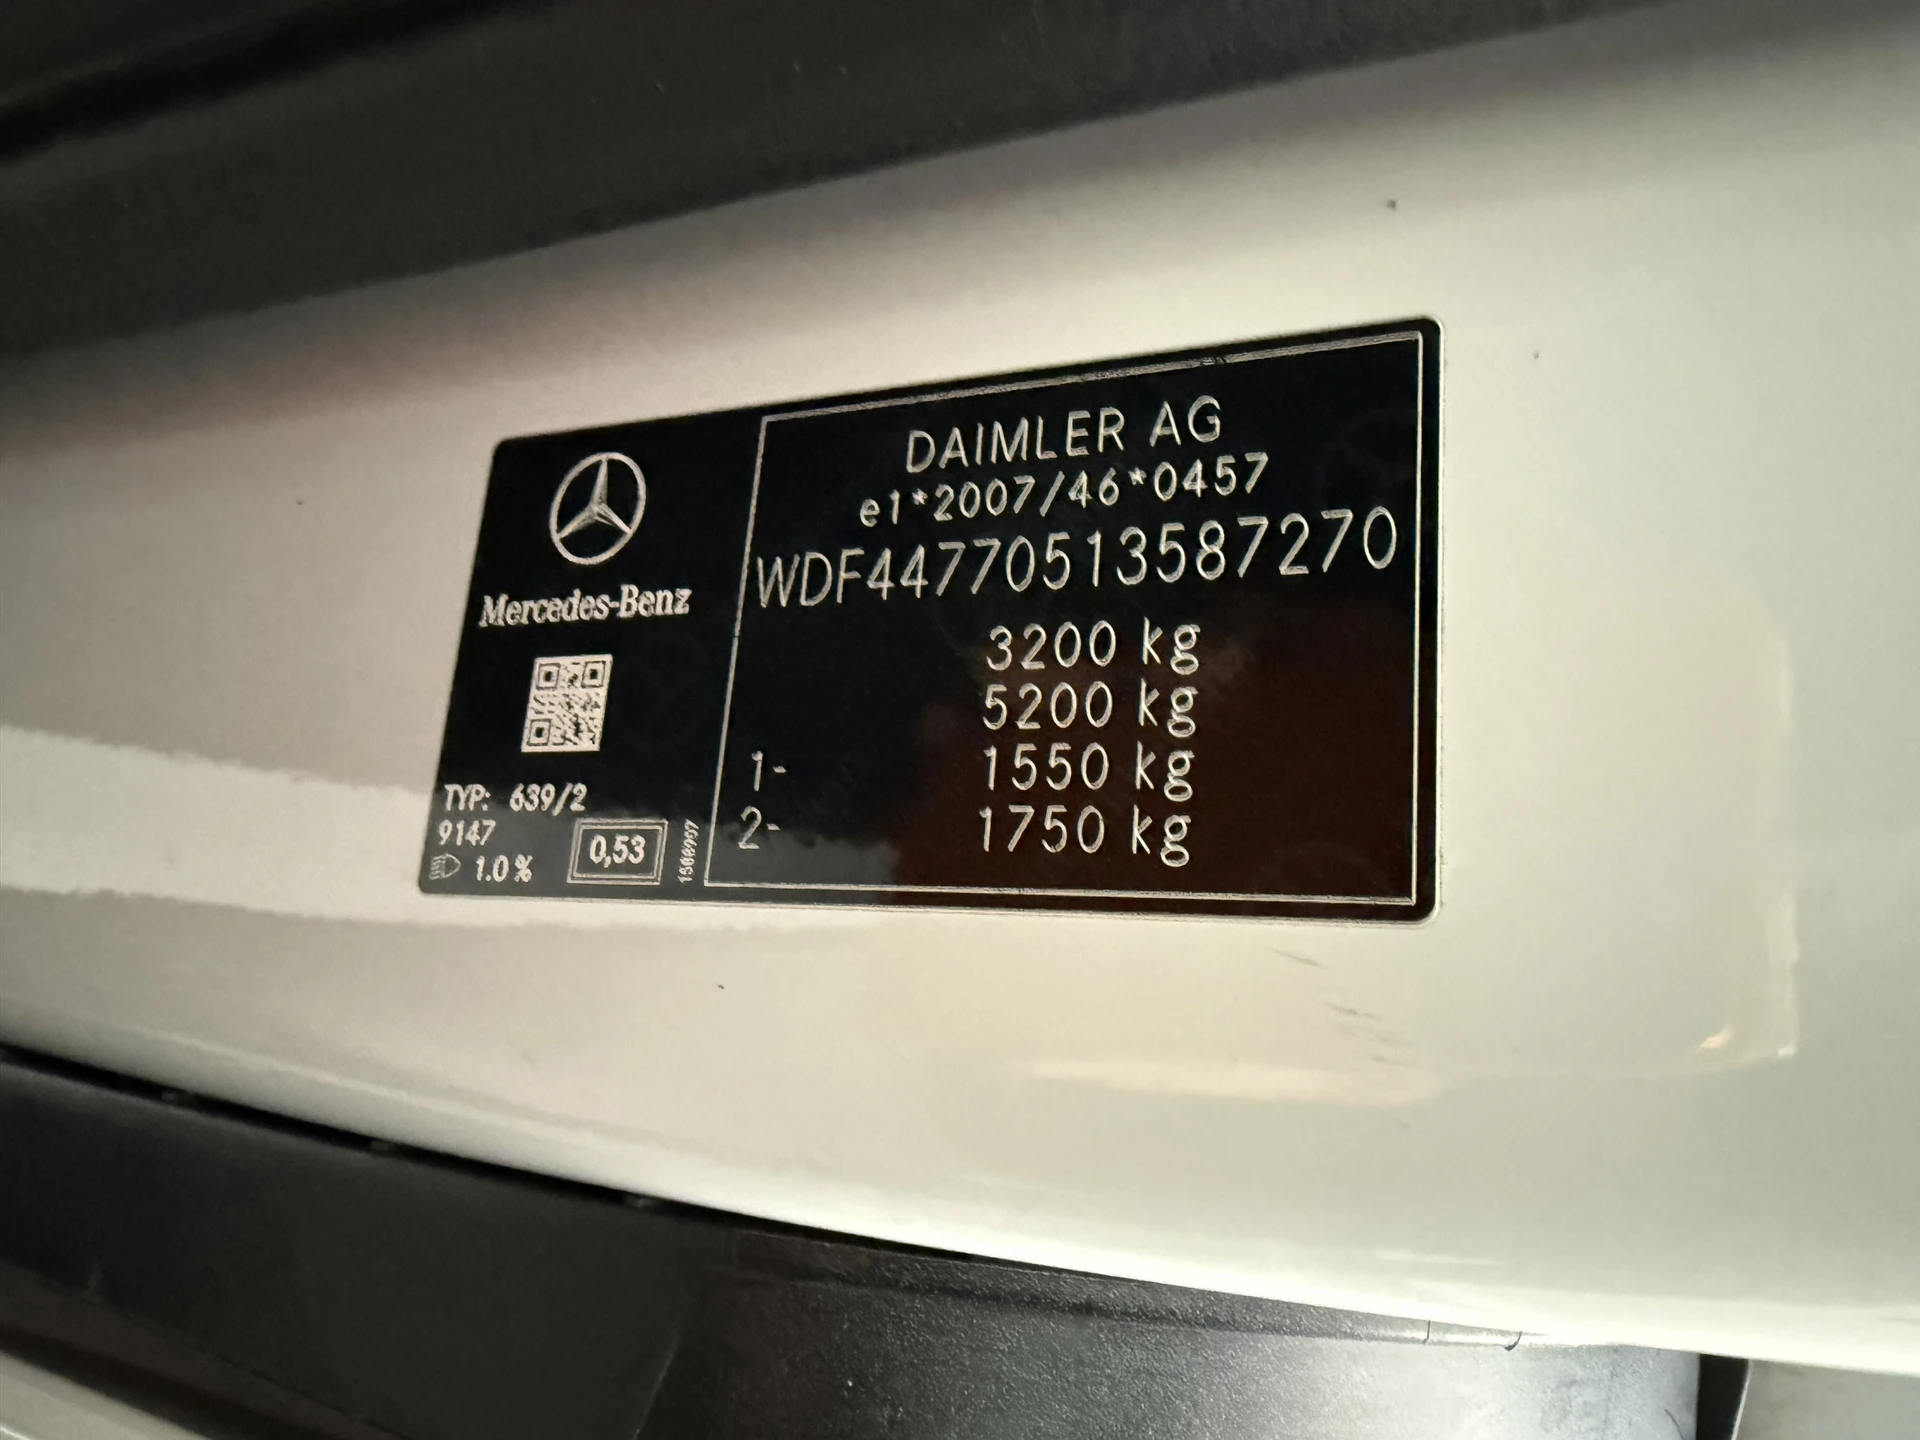 Mercedes-Benz
TYP: 639/2
9147
1.0%
0,53
DAIMLER AG
e1*2007/46*0457
WDF44770513587270
3200 kg
5200 kg
1- 1550 kg
2- 1750 kg